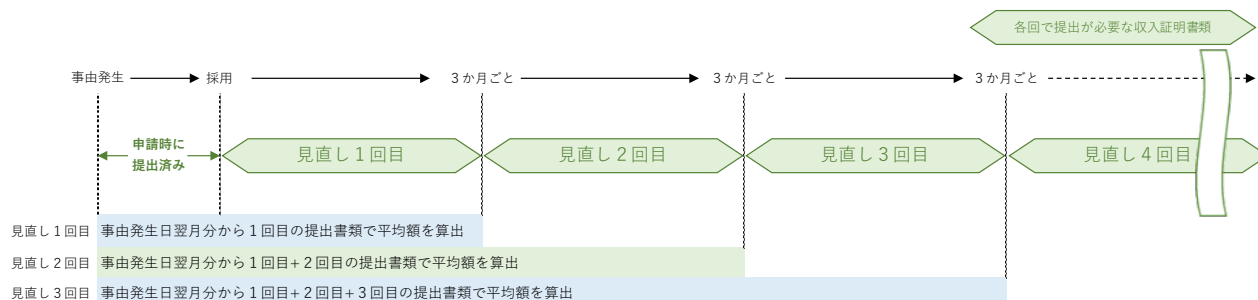 各回で提出が必要な収入証明書類
事由発生
採用
3か月ごと
3か月ごと
3か月ごと
申請時に
提出済み
見直し1回目
見直し2回目
見直し3回目
見直し4回目
見直し1回目
事由発生日翌月分から1回目の提出書類で平均額を算出
見直し2回目
事由発生日翌月分から1回目+2回目の提出書類で平均額を算出
見直し3回目
事由発生日翌月分から1回目+2回目+3回目の提出書類で平均額を算出